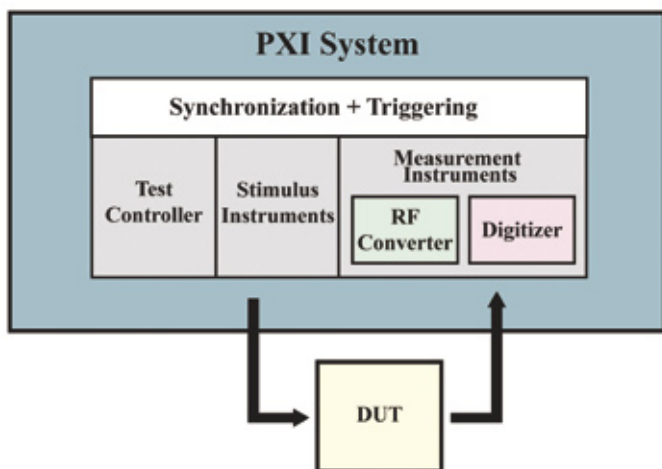 PXI System
Synchronization + Triggering
Test
Controller
Stimulus
Instruments
Measurement
Instruments
RF
Converter
Digitizer
DUT